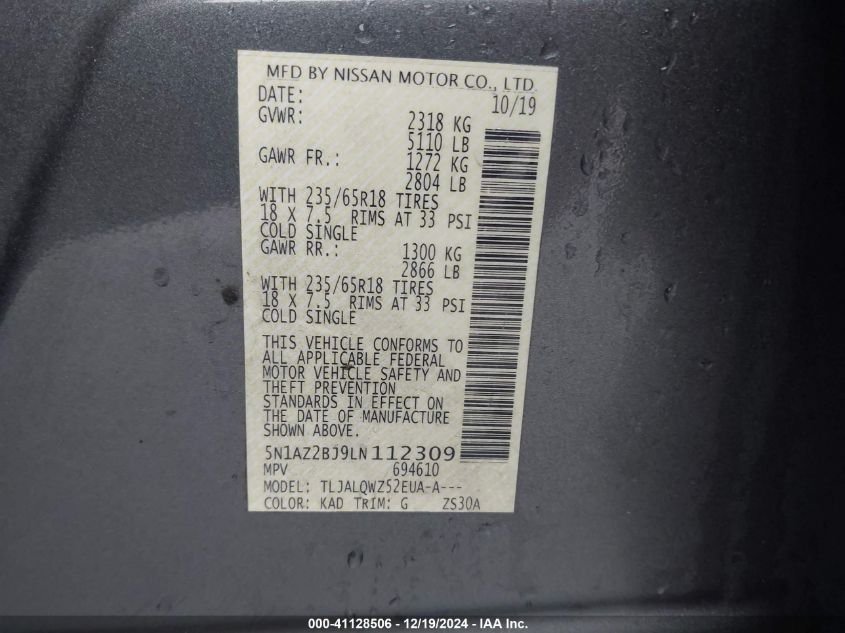 MFD BY NISSAN MOTOR CO., LTD.
DATE: 10/19
GVWR: 2318 KG
5110 LB
GAWR FR.: 1272 KG
2804 LB
WITH 235/65R18 TIRES
18 X 7.5 RIMS AT 33 PSI
COLD SINGLE
GAWR RR.: 1300 KG
2866 LB
WITH 235/65R18 TIRES
18 X 7.5 RIMS AT 33 PSI
COLD SINGLE
THIS VEHICLE CONFORMS TO
ALL APPLICABLE FEDERAL
MOTOR VEHICLE SAFETY AND
THEFT PREVENTION
STANDARDS IN EFFECT ON
THE DATE OF MANUFACTURE
SHOWN ABOVE.
5N1AZ2BJ9LN112309
MPV 694610
MODEL: TLJALQWZ52EUA-A---
COLOR: KAD TRIM: G ZS30A
000-41128506 - 12/19/2024 - IAA Inc.